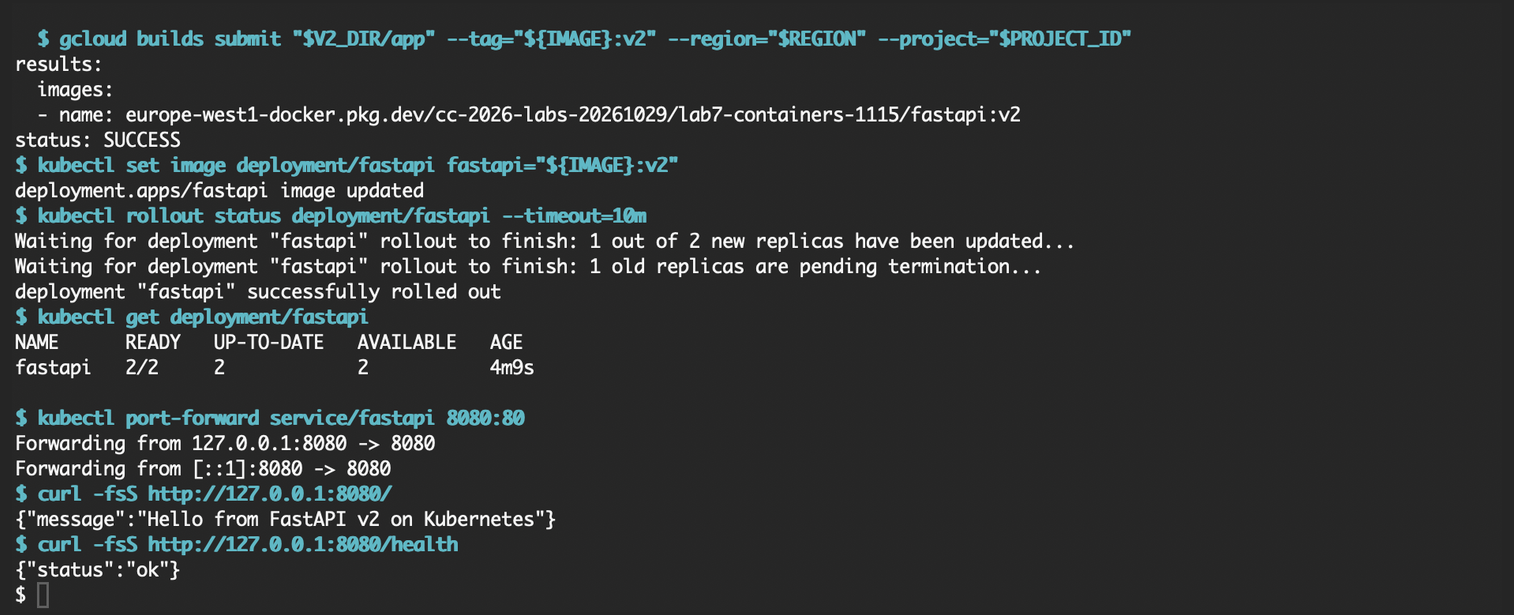 $ gcloud builds submit "$V2_DIR/app" --tag="${IMAGE}:v2" --region="$REGION" --project="$PROJECT_ID"
results:
  images:
  - name: europe-west1-docker.pkg.dev/cc-2026-labs-20261029/lab7-containers-1115/fastapi:v2
status: SUCCESS
$ kubectl set image deployment/fastapi fastapi="${IMAGE}:v2"
deployment.apps/fastapi image updated
$ kubectl rollout status deployment/fastapi --timeout=10m
Waiting for deployment "fastapi" rollout to finish: 1 out of 2 new replicas have been updated...
Waiting for deployment "fastapi" rollout to finish: 1 old replicas are pending termination...
deployment "fastapi" successfully rolled out
$ kubectl get deployment/fastapi
NAME      READY   UP-TO-DATE   AVAILABLE   AGE
fastapi   2/2     2            2           4m9s
$ kubectl port-forward service/fastapi 8080:80
Forwarding from 127.0.0.1:8080 -> 8080
Forwarding from [::1]:8080 -> 8080
$ curl -fsS http://127.0.0.1:8080/
{"message":"Hello from FastAPI v2 on Kubernetes"}
$ curl -fsS http://127.0.0.1:8080/health
{"status":"ok"}
$